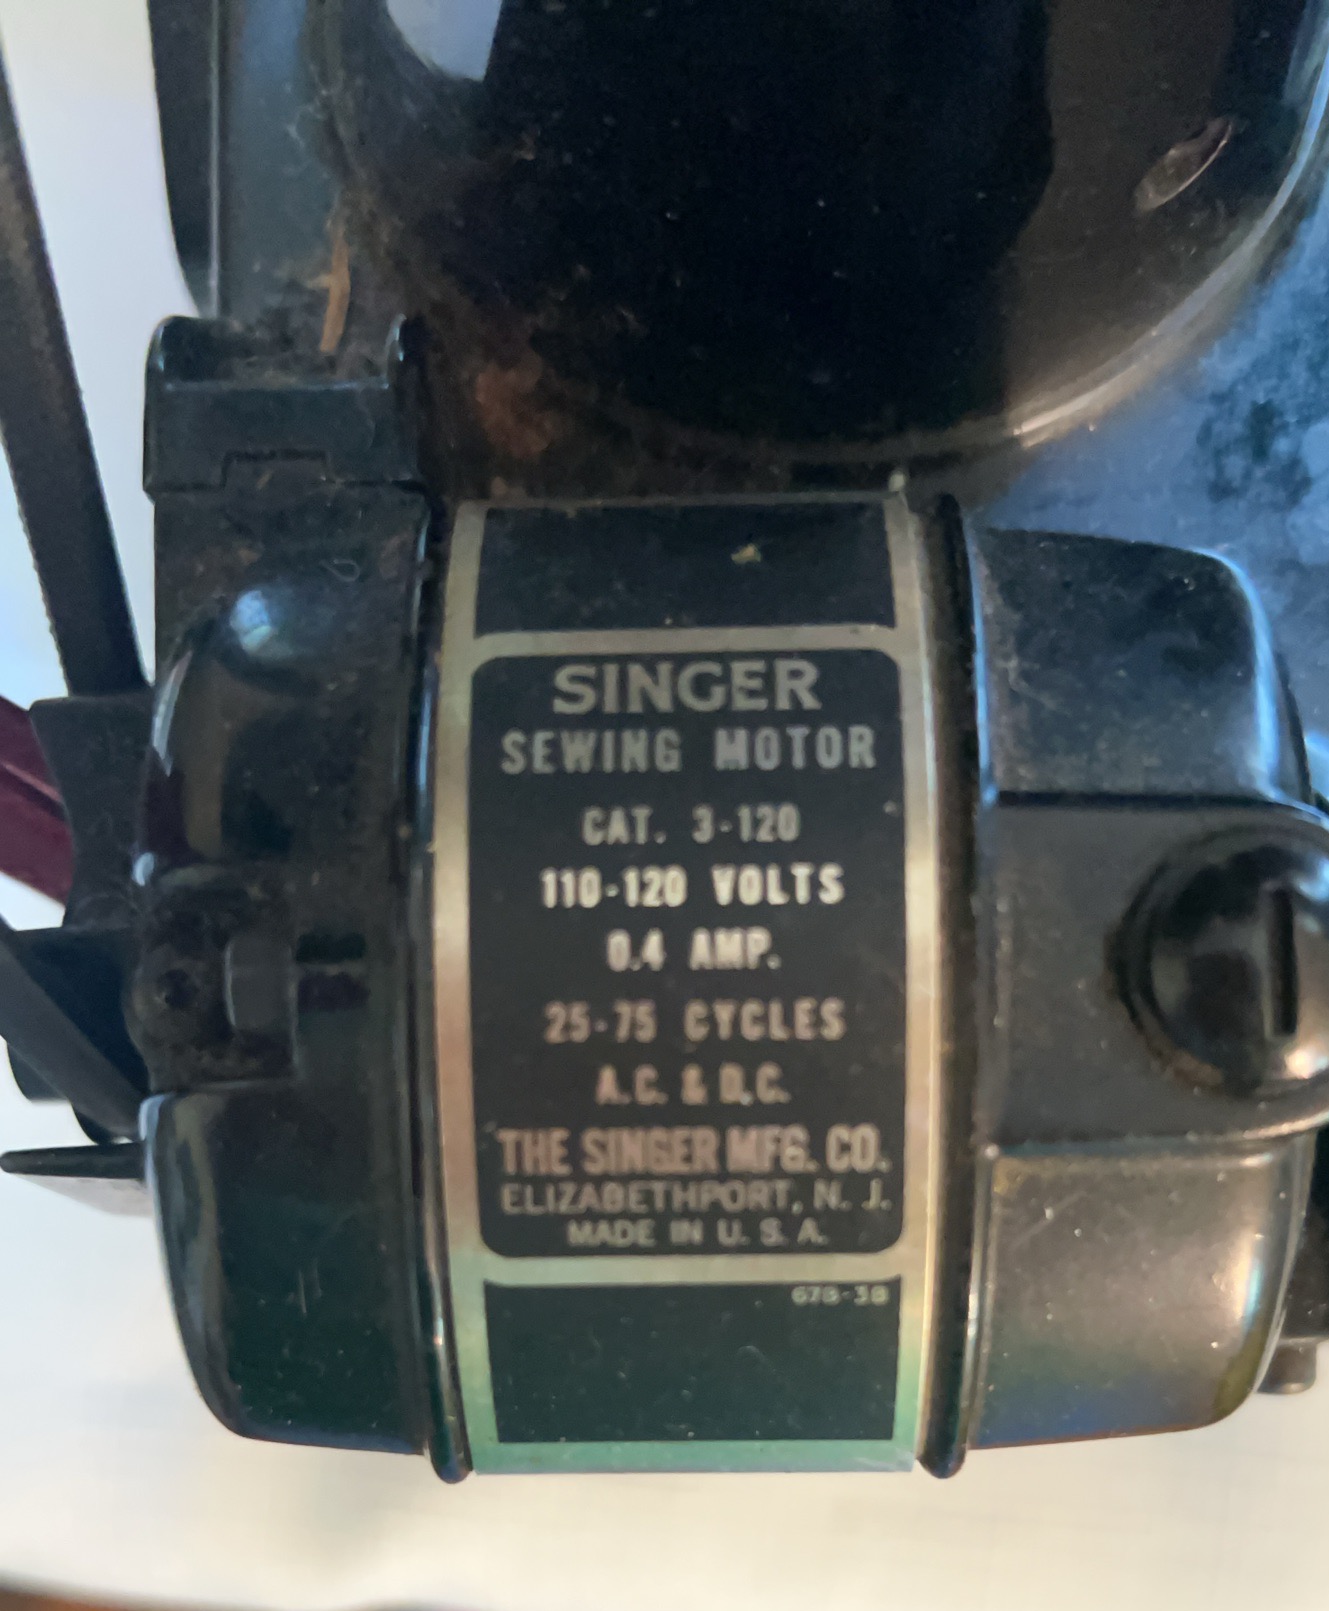 SINGER
SEWING MOTOR
CAT. 3-120
110-120 VOLTS
0.4 AMP.
25-75 CYCLES
A.C. & D.C.
THE SINGER MFG. CO.
ELIZABETHPORT, N. J.
MADE IN U. S. A.
678-38